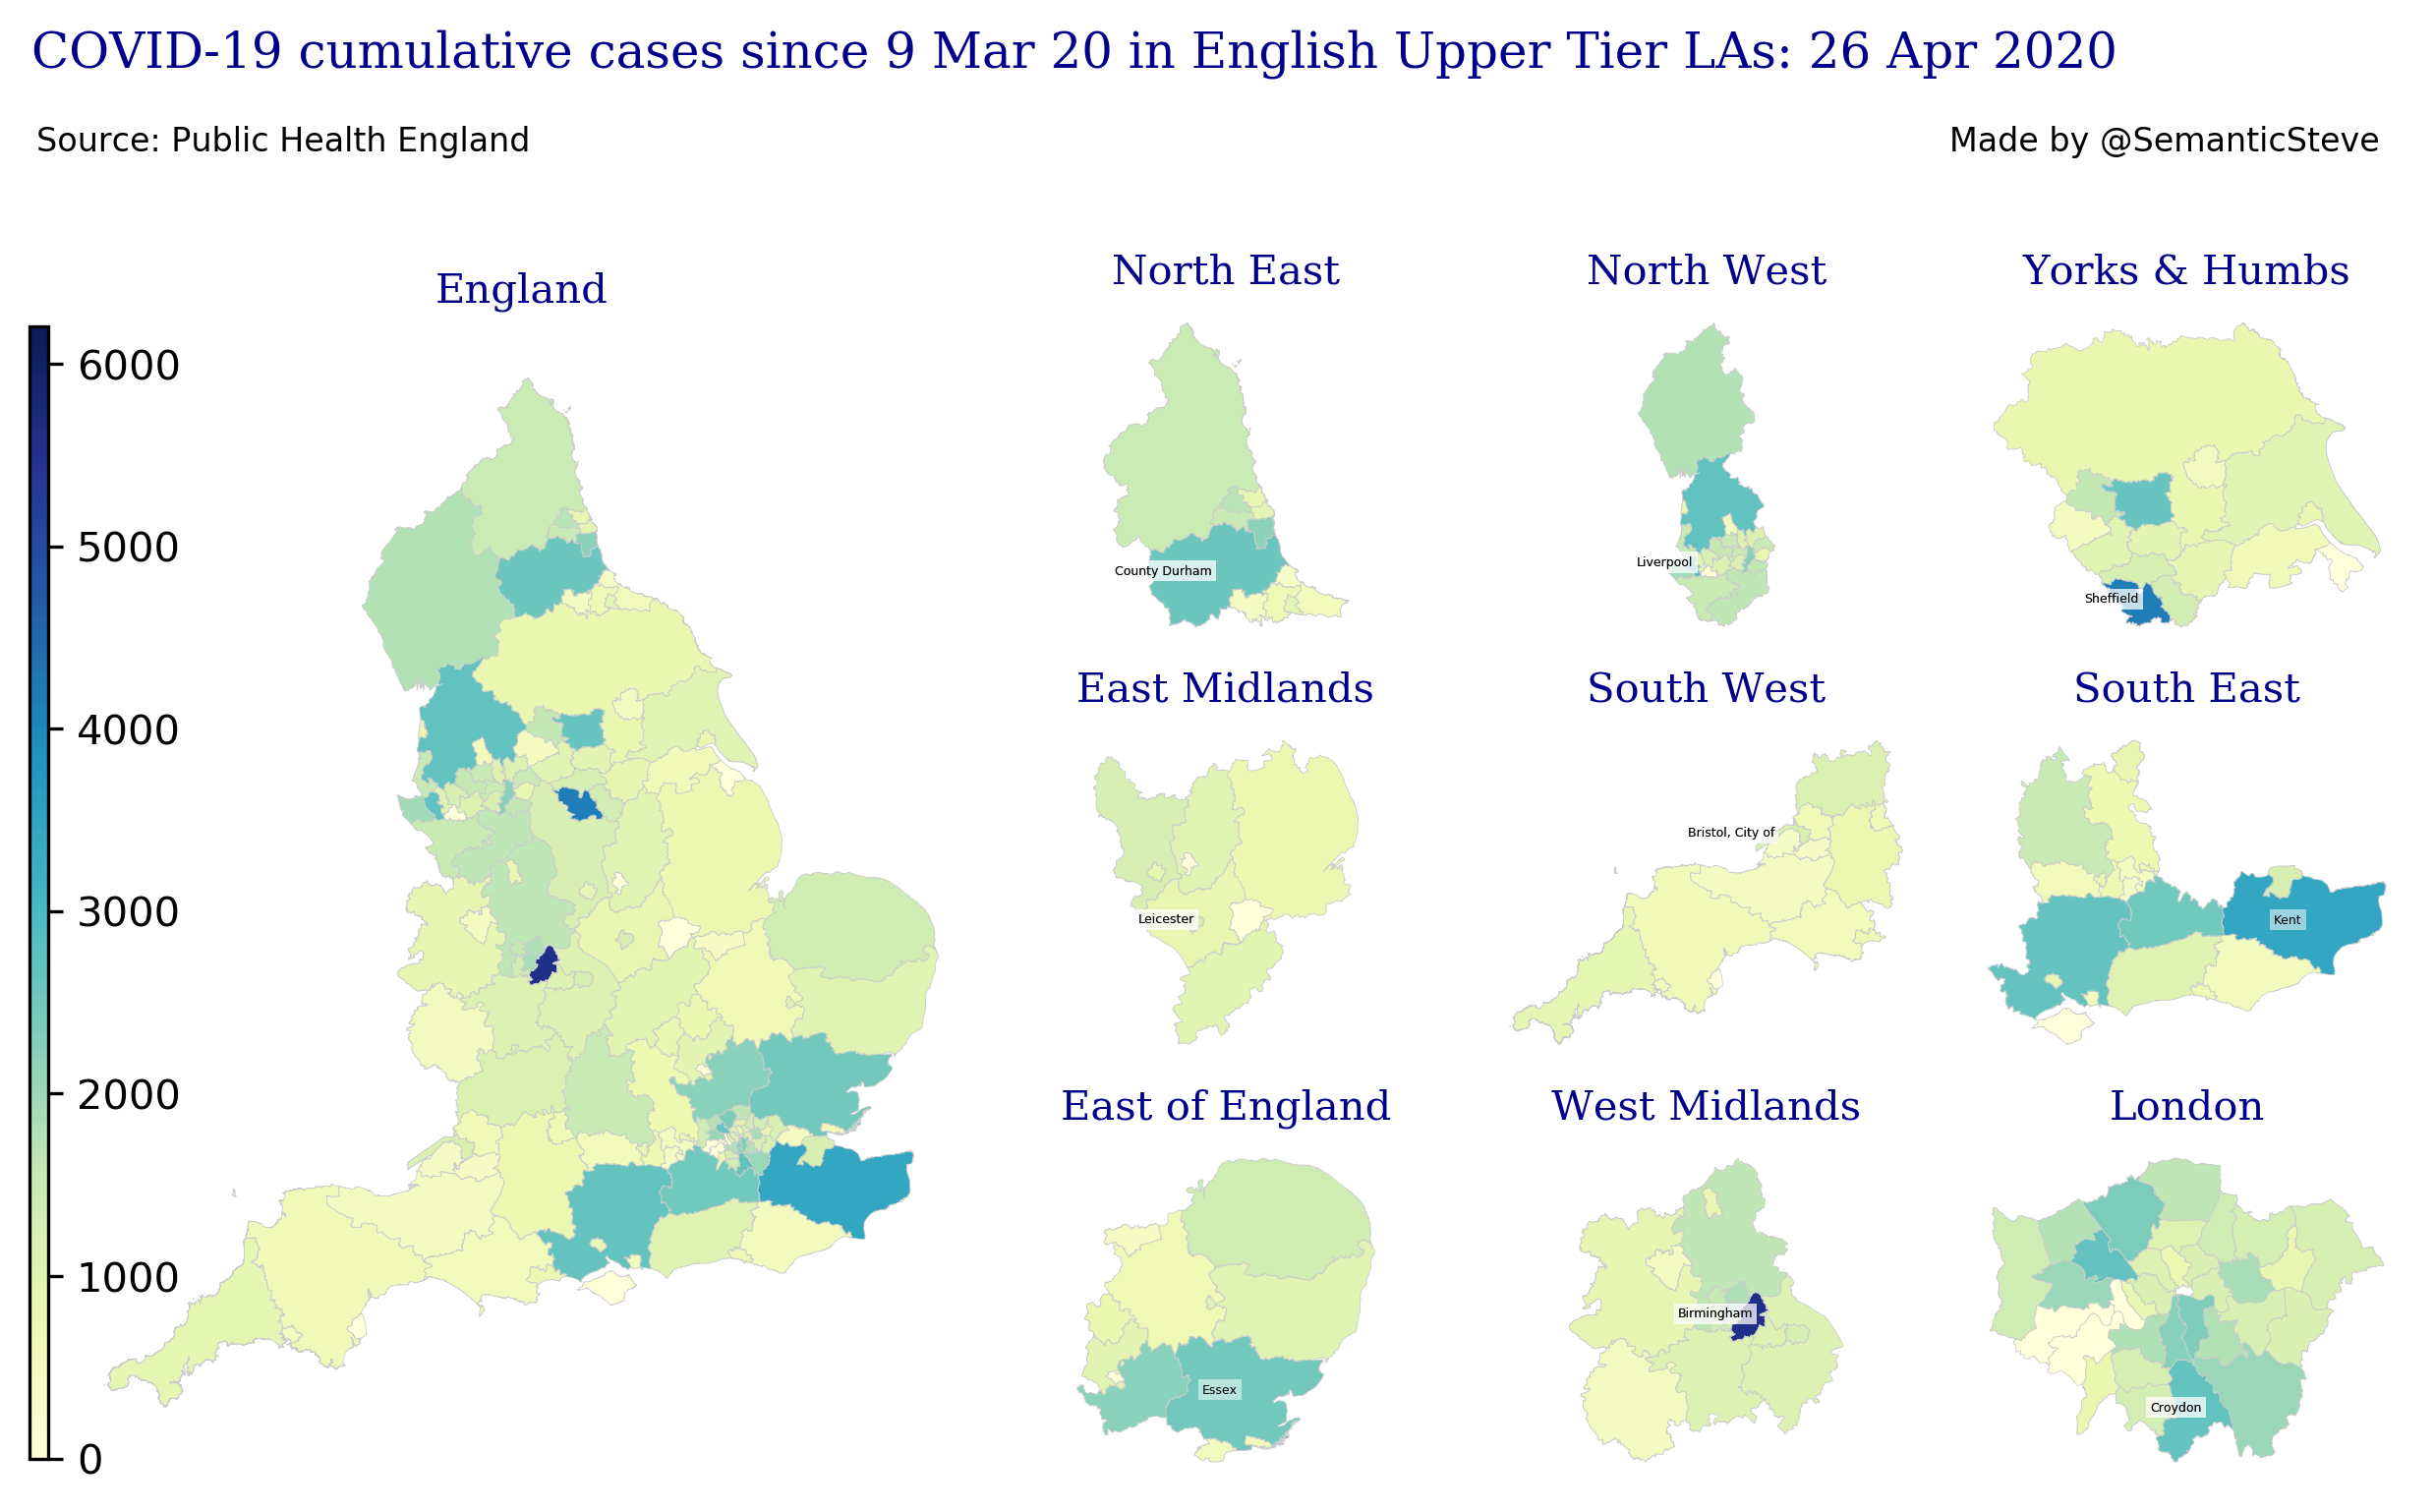 COVID-19 cumulative cases since 9 Mar 20 in English Upper Tier LAs: 26 Apr 2020
Source: Public Health England
Made by @SemanticSteve
England
6000
5000
4000
3000
2000
1000
0
North East
County Durham
North West
Liverpool
Yorks & Humbs
Sheffield
East Midlands
Leicester
South West
Bristol, City of
South East
Kent
East of England
Essex
West Midlands
Birmingham
London
Croydon